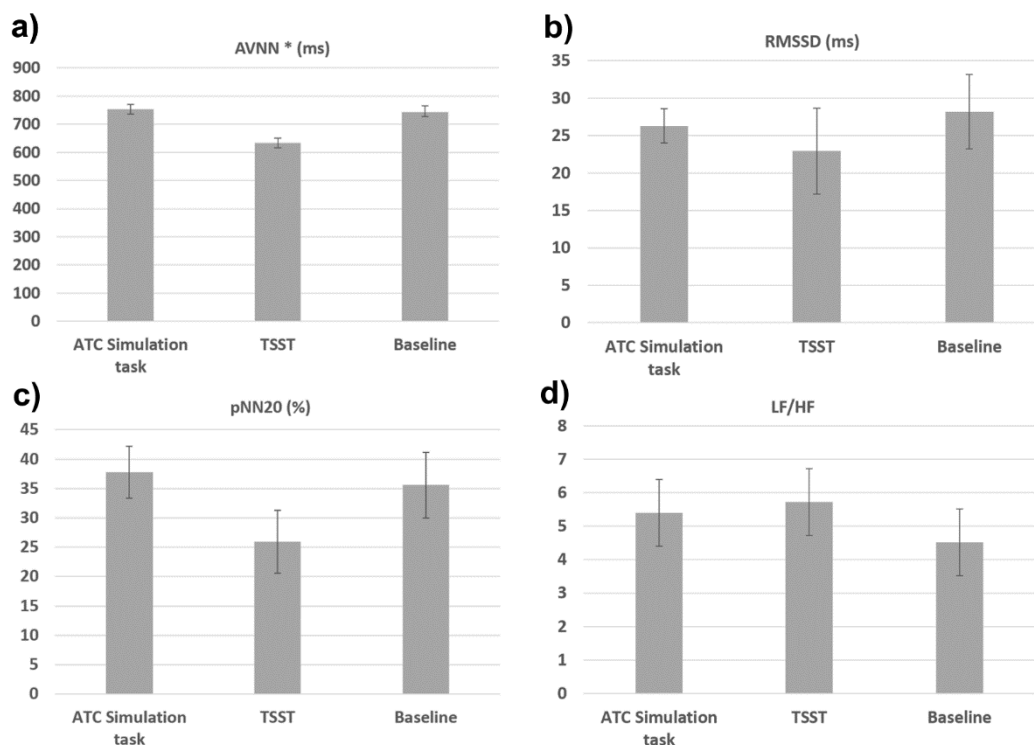 a)
AVNN * (ms)
900
800
700
600
500
400
300
200
100
0
ATC Simulation
task
TSST
Baseline
b)
RMSSD (ms)
35
30
25
20
15
10
5
0
ATC Simulation
task
TSST
Baseline
c)
pNN20 (%)
45
40
35
30
25
20
15
10
5
0
ATC Simulation
task
TSST
Baseline
d)
LF/HF
8
7
6
5
4
3
2
1
0
ATC Simulation
task
TSST
Baseline